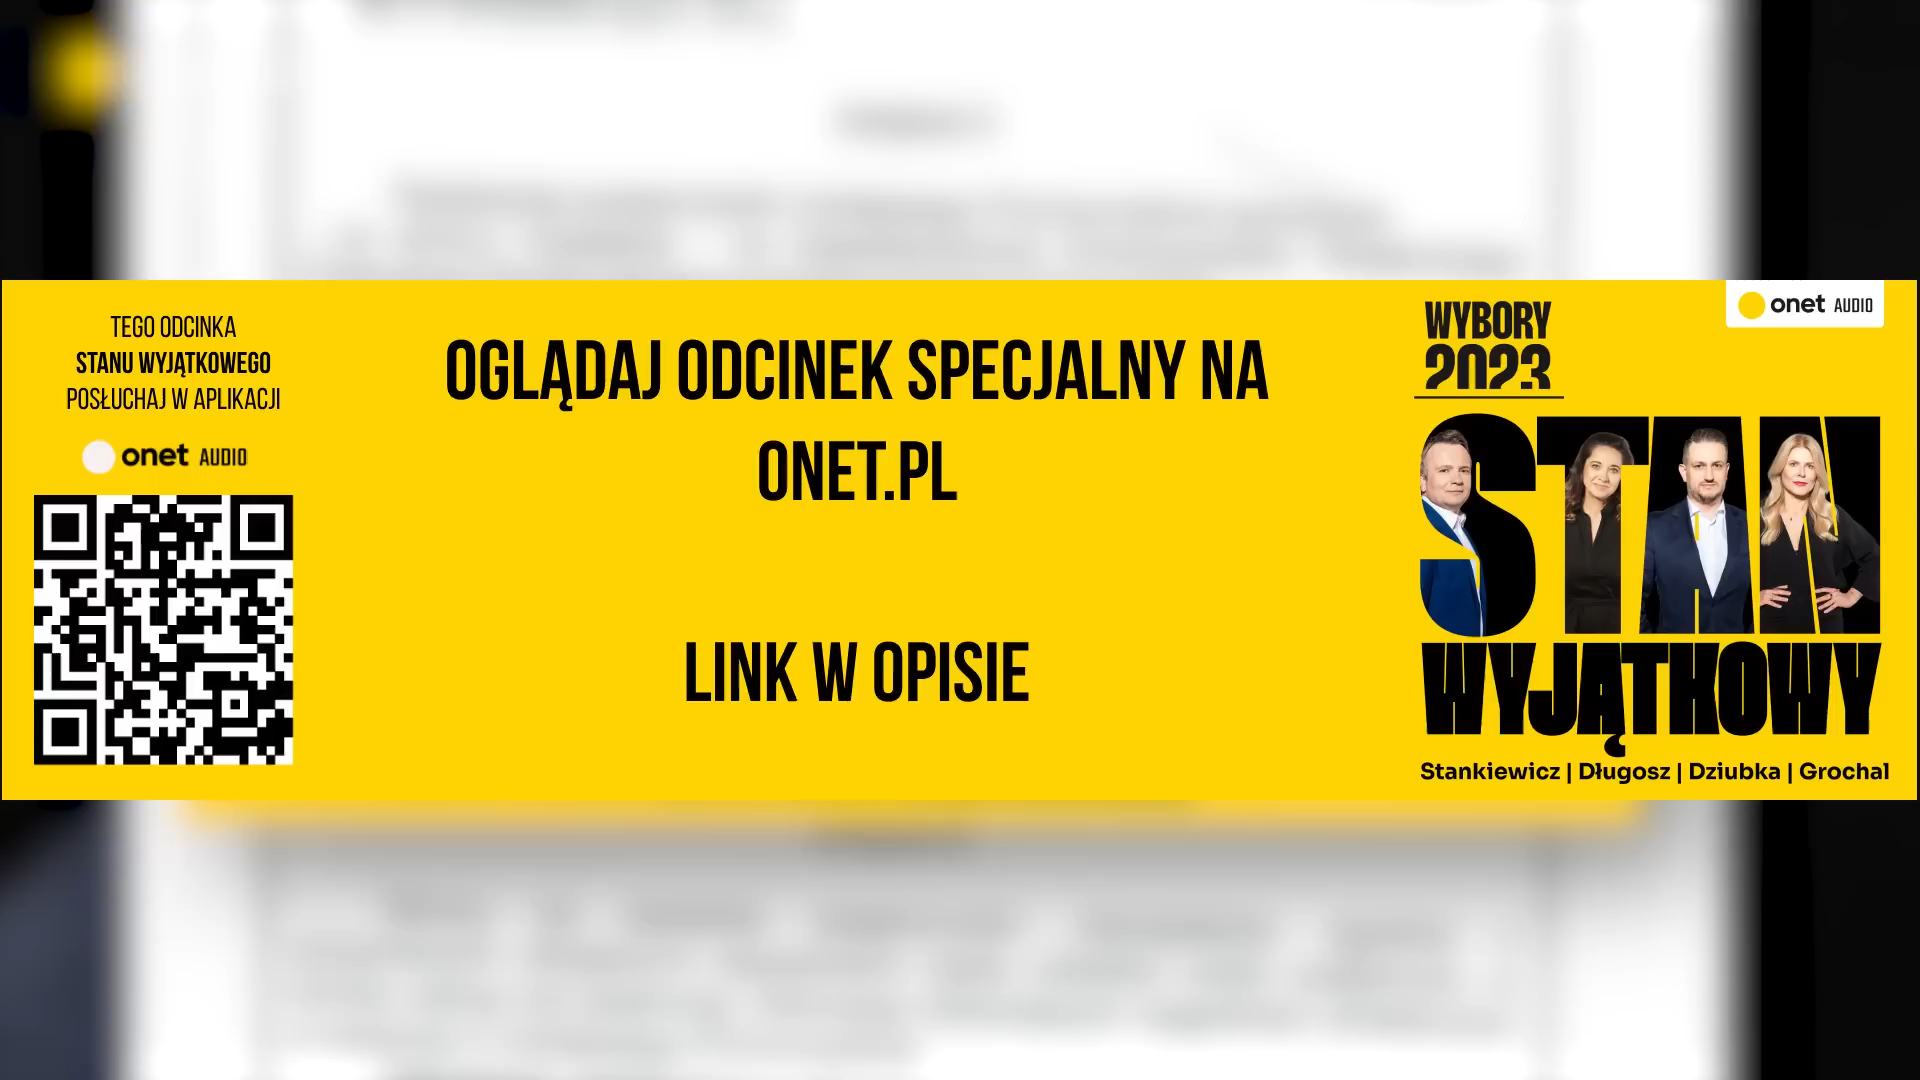 TEGO ODCINKA
STANU WYJĄTKOWEGO
POSŁUCHAJ W APLIKACJI
onet AUDIO
OGLĄDAJ ODCINEK SPECJALNY NA
ONET.PL
LINK W OPISIE
onet AUDIO
WYBORY
2023
STAN
WYJĄTKOWY
Stankiewicz | Długosz | Dziubka | Grochal